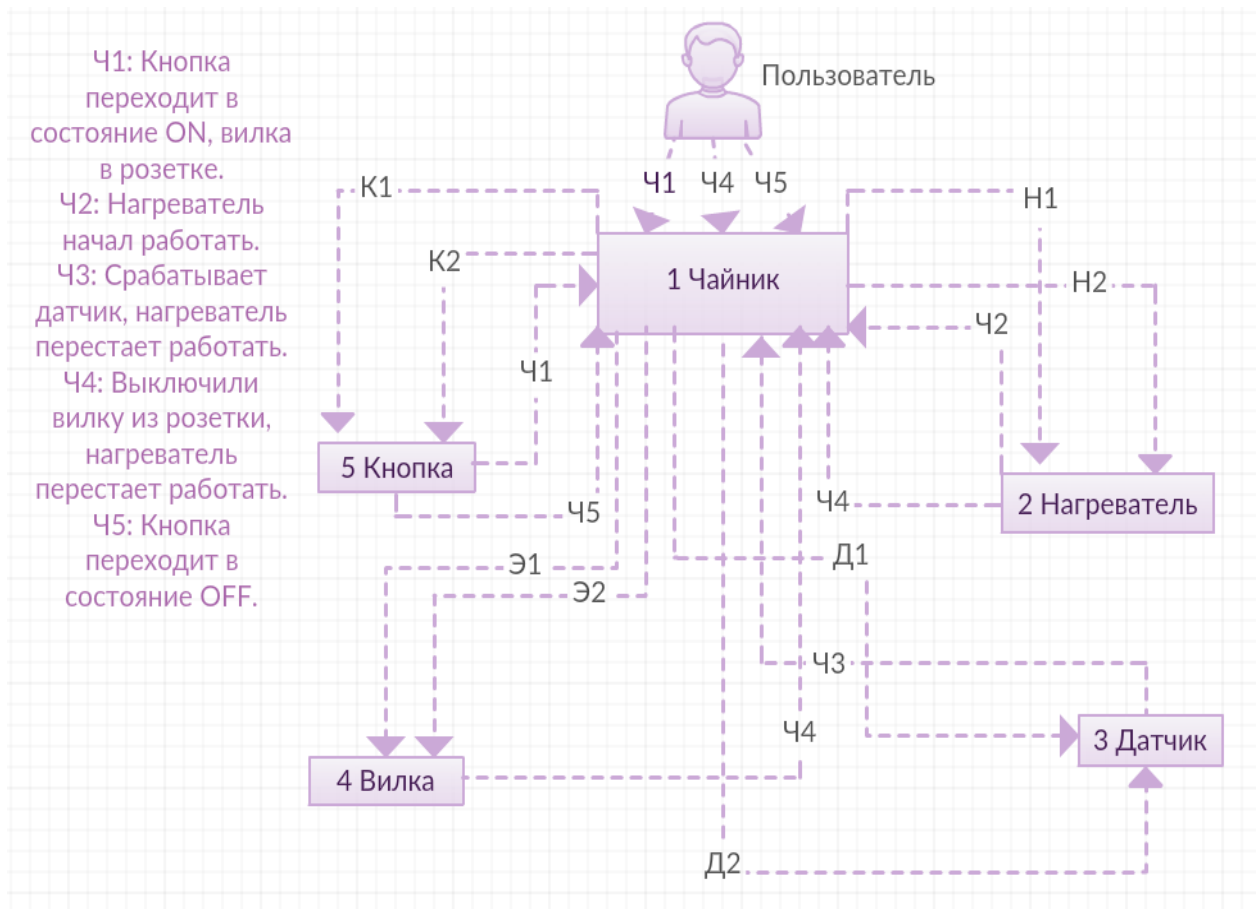 Ч1: Кнопка
переходит в
состояние ON, вилка
в розетке.
Ч2: Нагреватель
начал работать.
Ч3: Срабатывает
датчик, нагреватель
перестает работать.
Ч4: Выключили
вилку из розетки,
нагреватель
перестает работать.
Ч5: Кнопка
переходит в
состояние OFF.
Пользователь
Ч1 Ч4 Ч5
К1
Н1
К2
1 Чайник
Н2
Ч2
Ч1
5 Кнопка
Ч5
Ч4
2 Нагреватель
Э1
Д1
Э2
Ч3
Ч4
3 Датчик
4 Вилка
Д2